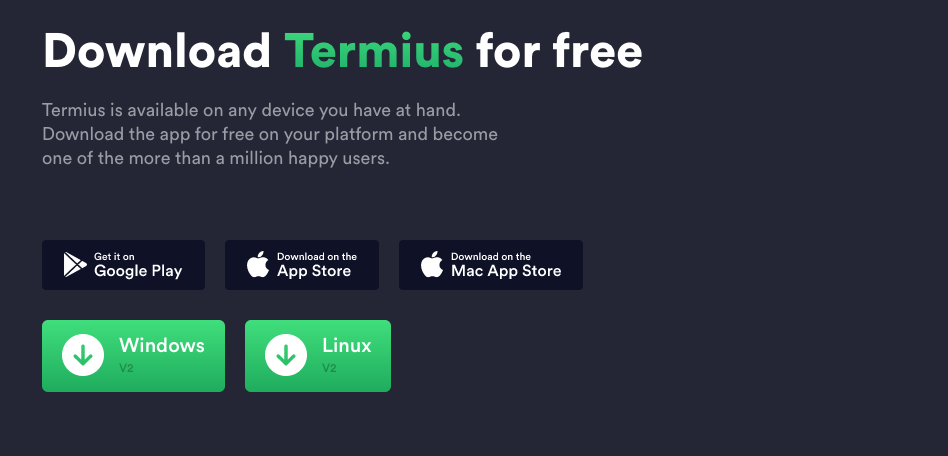 Download Termius for free
Termius is available on any device you have at hand.
Download the app for free on your platform and become
one of the more than a million happy users.
Get it on
Google Play
Download on the
App Store
Download on the
Mac App Store
Windows
V2
Linux
V2